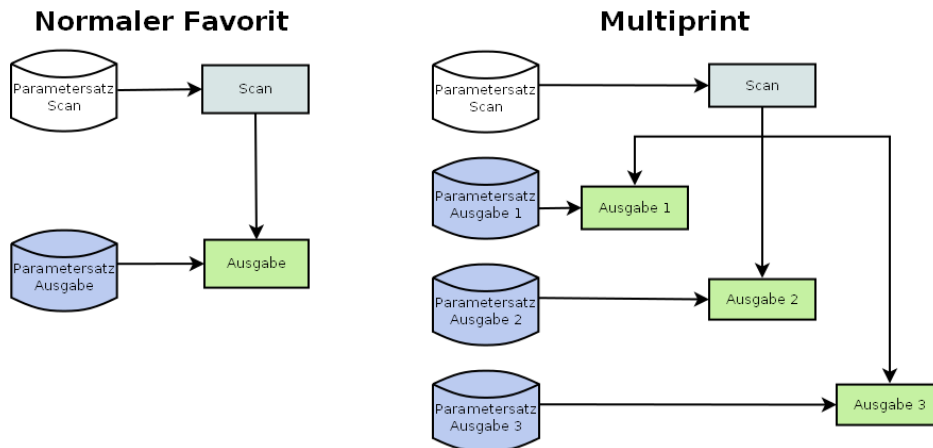 Normaler Favorit
Parametersatz
Scan
Scan
Parametersatz
Ausgabe
Ausgabe
Multiprint
Parametersatz
Scan
Scan
Parametersatz
Ausgabe 1
Ausgabe 1
Parametersatz
Ausgabe 2
Ausgabe 2
Parametersatz
Ausgabe 3
Ausgabe 3